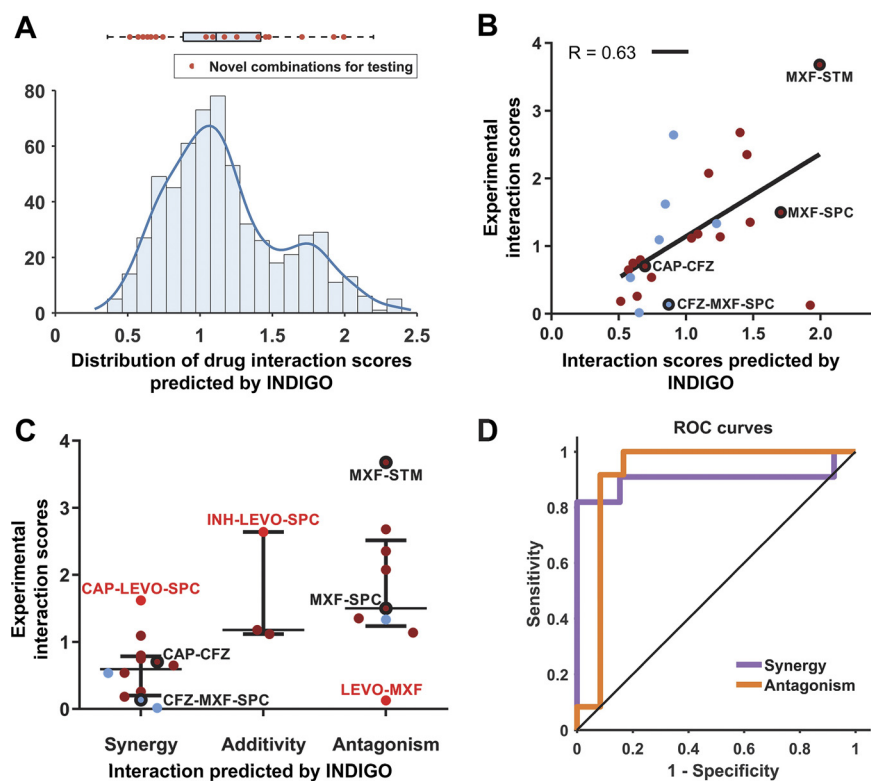 A
Novel combinations for testing
80
60
40
20
0
0
0.5
1
1.5
2
2.5
Distribution of drug interaction scores
predicted by INDIGO
B
R = 0.63
MXF-STM
MXF-SPC
CAP-CFZ
CFZ-MXF-SPC
Experimental
interaction scores
4
3
2
1
0
0.0
0.5
1.0
1.5
2.0
Interaction scores predicted by
INDIGO
C
Experimental
interaction scores
4
3
2
1
0
MXF-STM
INH-LEVO-SPC
CAP-LEVO-SPC
MXF-SPC
CAP-CFZ
CFZ-MXF-SPC
LEVO-MXF
Synergy
Additivity
Antagonism
Interaction predicted by INDIGO
D
ROC curves
Sensitivity
1
0.8
0.6
0.4
0.2
0
Synergy
Antagonism
0
0.2
0.4
0.6
0.8
1
1 - Specificity